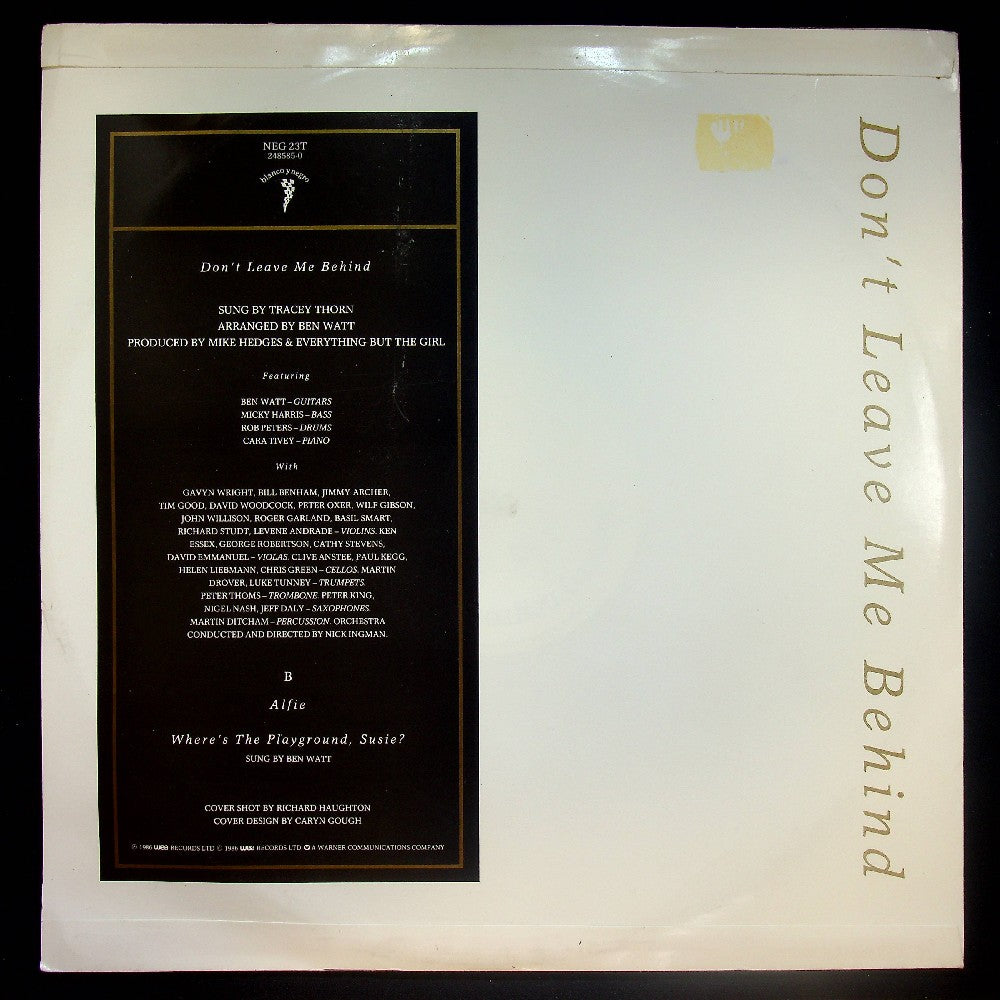 NEG 23T
248585-0
blanco y negro
Don't Leave Me Behind
SUNG BY TRACEY THORN
ARRANGED BY BEN WATT
PRODUCED BY MIKE HEDGES & EVERYTHING BUT THE GIRL
Featuring
BEN WATT – GUITARS
MICKY HARRIS – BASS
ROB PETERS – DRUMS
CARA TIVEY – PIANO
With
GAVYN WRIGHT, BILL BENHAM, JIMMY ARCHER,
TIM GOOD, DAVID WOODCOCK, PETER OXER, WILF GIBSON,
JOHN WILLISON, ROGER GARLAND, BASIL SMART,
RICHARD STUDT, LEVENE ANDRADE – VIOLINS. KEN
ESSEX, GEORGE ROBERTSON, CATHY STEVENS,
DAVID EMMANUEL – VIOLAS. CLIVE ANSTEE, PAUL KEGG,
HELEN LIEBMANN, CHRIS GREEN – CELLOS. MARTIN
DROVER, LUKE TUNNEY – TRUMPETS.
PETER THOMS – TROMBONE. PETER KING,
NIGEL NASH, JEFF DALY – SAXOPHONES.
MARTIN DITCHAM – PERCUSSION. ORCHESTRA
CONDUCTED AND DIRECTED BY NICK INGMAN.
B
Alfie
Where's The Playground, Susie?
SUNG BY BEN WATT
COVER SHOT BY RICHARD HAUGHTON
COVER DESIGN BY CARYN GOUGH
℗ 1986 wea RECORDS LTD © 1986 wea RECORDS LTD A WARNER COMMUNICATIONS COMPANY
Don't Leave Me Behind